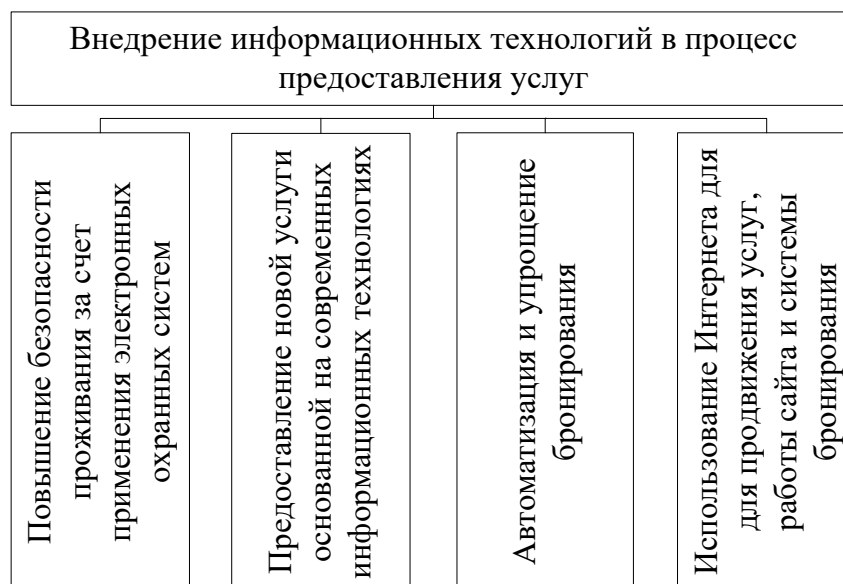 Внедрение информационных технологий в процесс
предоставления услуг
Повышение безопасности
проживания за счет
применения электронных
охранных систем
Предоставление новой услуги
основанной на современных
информационных технологиях
Автоматизация и упрощение
бронирования
Использование Интернета для
для продвижения услуг,
работы сайта и системы
бронирования